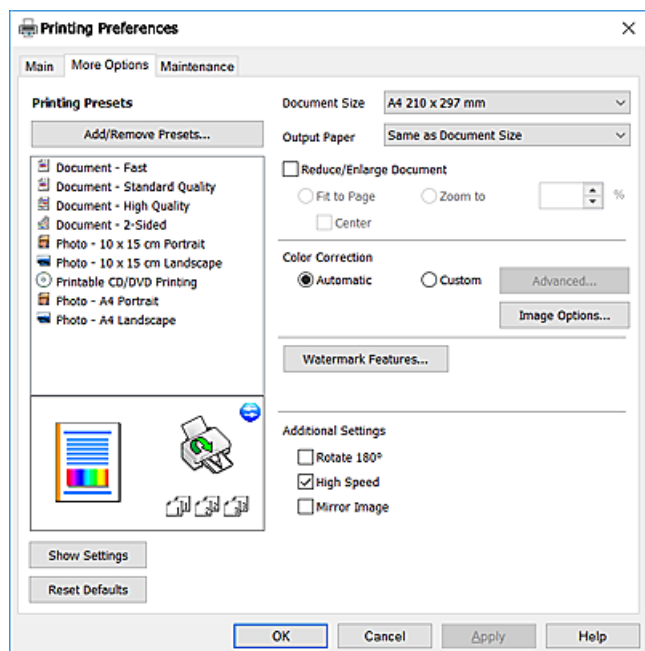 Printing Preferences
Main More Options Maintenance
Printing Presets
Add/Remove Presets...
Document - Fast
Document - Standard Quality
Document - High Quality
Document - 2-Sided
Photo - 10 x 15 cm Portrait
Photo - 10 x 15 cm Landscape
Printable CD/DVD Printing
Photo - A4 Portrait
Photo - A4 Landscape
Show Settings
Reset Defaults
Document Size A4 210 x 297 mm
Output Paper Same as Document Size
Reduce/Enlarge Document
Fit to Page Zoom to %
Center
Color Correction
Automatic Custom Advanced...
Image Options...
Watermark Features...
Additional Settings
Rotate 180°
High Speed
Mirror Image
OK Cancel Apply Help